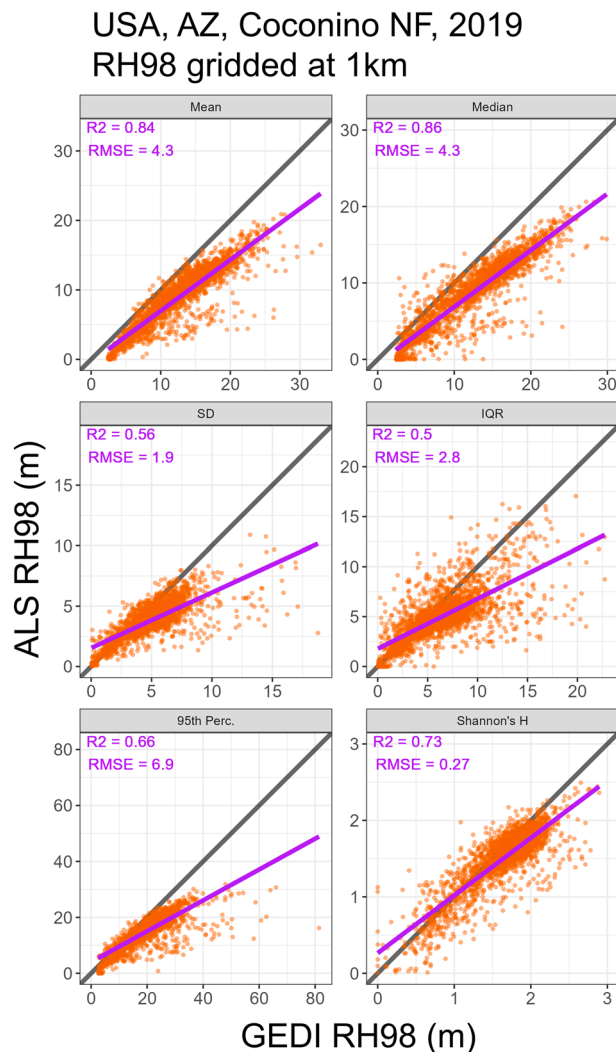 USA, AZ, Coconino NF, 2019
RH98 gridded at 1km
Mean
R2 = 0.84
RMSE = 4.3
30
20
10
0
0 10 20 30
Median
R2 = 0.86
RMSE = 4.3
30
20
10
0
0 10 20 30
SD
R2 = 0.56
RMSE = 1.9
15
10
5
0
0 5 10 15
IQR
R2 = 0.5
RMSE = 2.8
20
15
10
5
0
0 5 10 15 20
95th Perc.
R2 = 0.66
RMSE = 6.9
80
60
40
20
0
0 20 40 60 80
Shannon's H
R2 = 0.73
RMSE = 0.27
3
2
1
0
0 1 2 3
ALS RH98 (m)
GEDI RH98 (m)